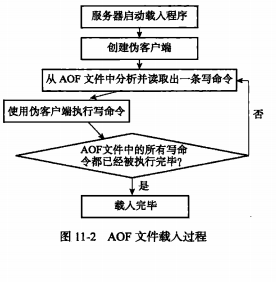 服务器启动载入程序
创建伪客户端
从 AOF 文件中分析并读取出一条写命令
使用伪客户端执行写命令
否
AOF文件中的所有写命
令都已经被执行完毕？
是
载入完毕
图 11-2 AOF 文件载入过程